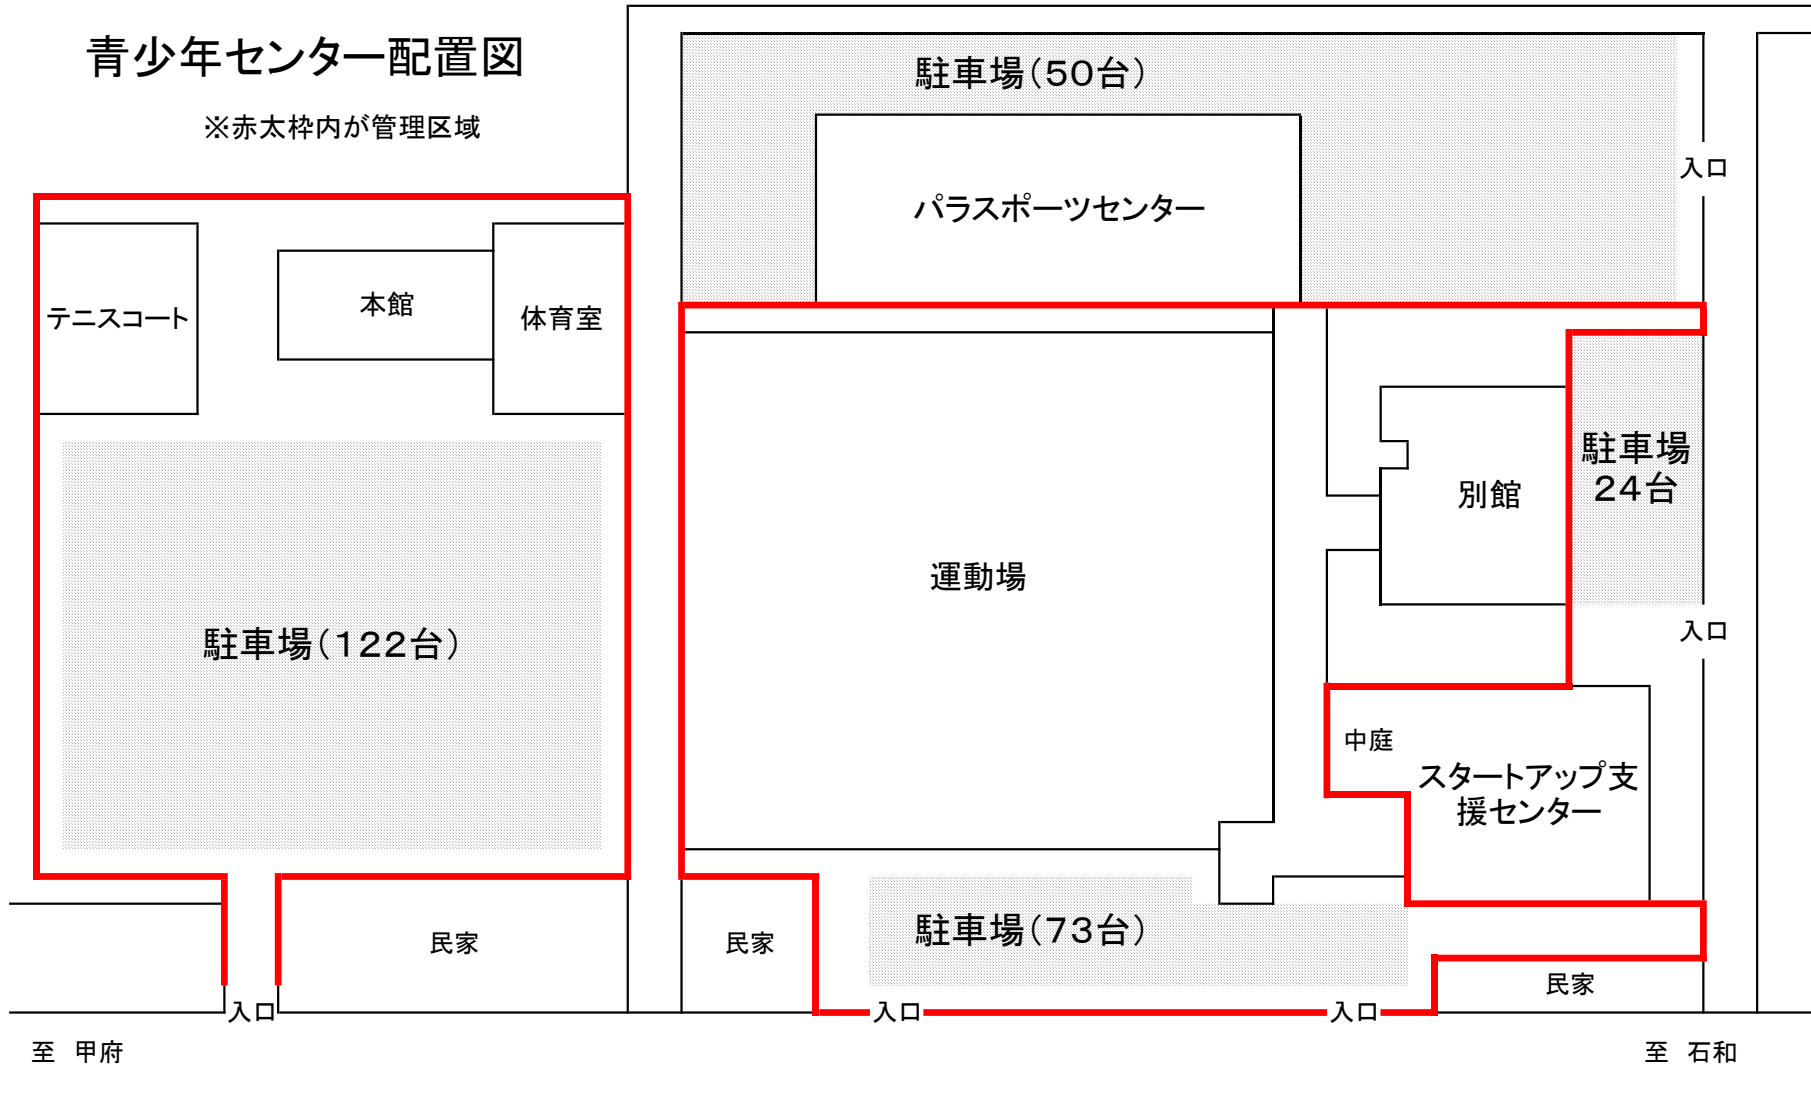 青少年センター配置図
※赤太枠内が管理区域
駐車場（50台）
入口
パラスポーツセンター
テニスコート
本館
体育室
駐車場
24台
別館
運動場
駐車場（122台）
入口
中庭
スタートアップ支
援センター
民家
民家
駐車場（73台）
民家
入口
入口
入口
至　甲府
至　石和